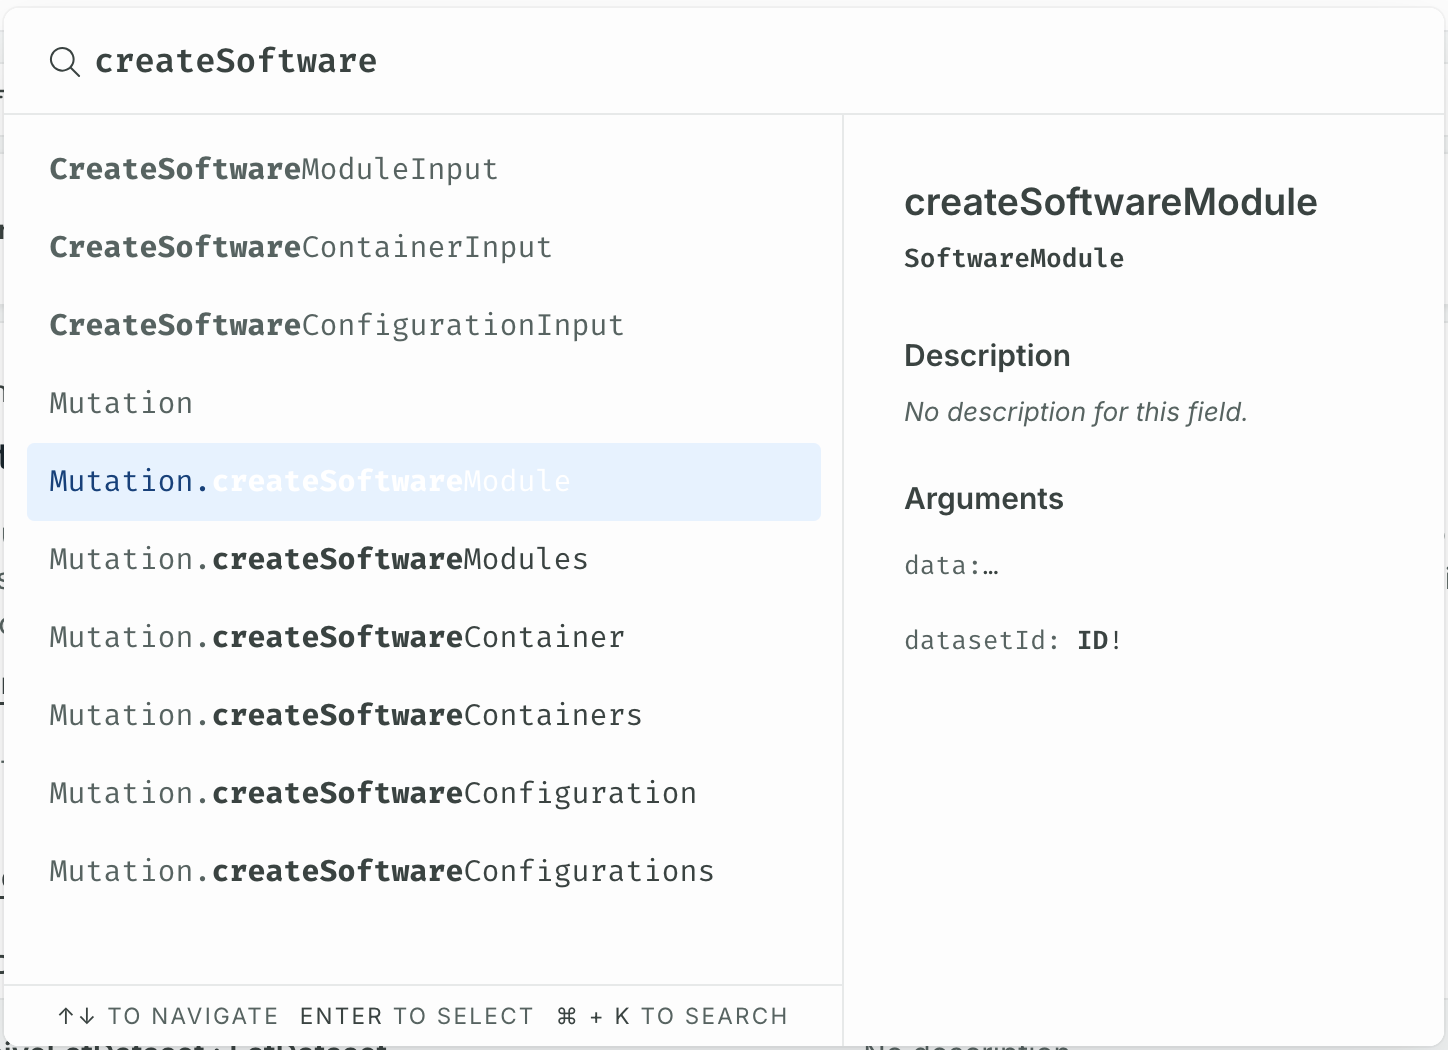 createSoftware
CreateSoftwareModuleInput
CreateSoftwareContainerInput
CreateSoftwareConfigurationInput
Mutation
Mutation.createSoftwareModule
Mutation.createSoftwareModules
Mutation.createSoftwareContainer
Mutation.createSoftwareContainers
Mutation.createSoftwareConfiguration
Mutation.createSoftwareConfigurations
↑↓ TO NAVIGATE ENTER TO SELECT ⌘ + K TO SEARCH
createSoftwareModule
SoftwareModule
Description
No description for this field.
Arguments
data:…
datasetId: ID!